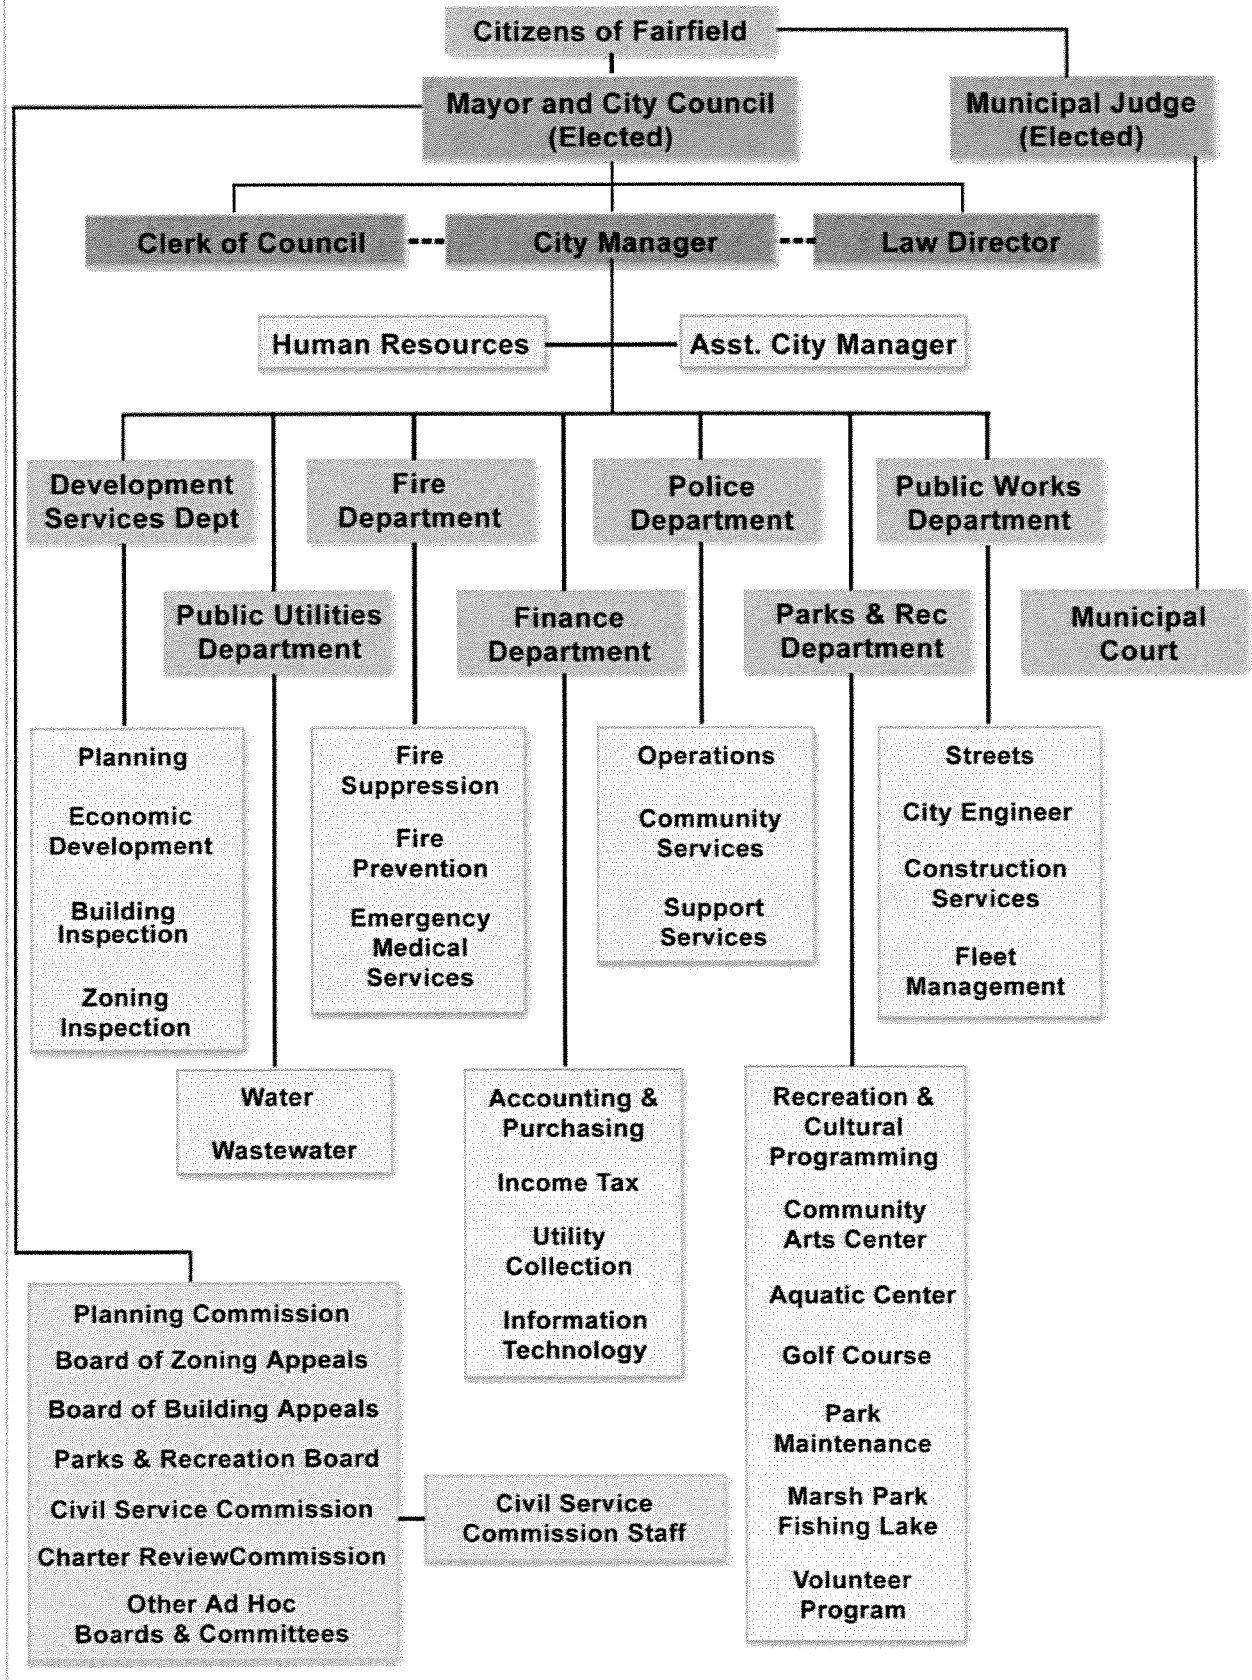 Citizens of Fairfield
Mayor and City Council
(Elected)
Municipal Judge
(Elected)
Clerk of Council
City Manager
Law Director
Human Resources
Asst. City Manager
Development
Services Dept
Fire
Department
Police
Department
Public Works
Department
Public Utilities
Department
Finance
Department
Parks & Rec
Department
Municipal
Court
Planning
Economic
Development
Building
Inspection
Zoning
Inspection
Fire
Suppression
Fire
Prevention
Emergency
Medical
Services
Operations
Community
Services
Support
Services
Streets
City Engineer
Construction
Services
Fleet
Management
Water
Wastewater
Accounting &
Purchasing
Income Tax
Utility
Collection
Information
Technology
Recreation &
Cultural
Programming
Community
Arts Center
Aquatic Center
Golf Course
Park
Maintenance
Marsh Park
Fishing Lake
Volunteer
Program
Planning Commission
Board of Zoning Appeals
Board of Building Appeals
Parks & Recreation Board
Civil Service Commission
Charter ReviewCommission
Other Ad Hoc
Boards & Committees
Civil Service
Commission Staff